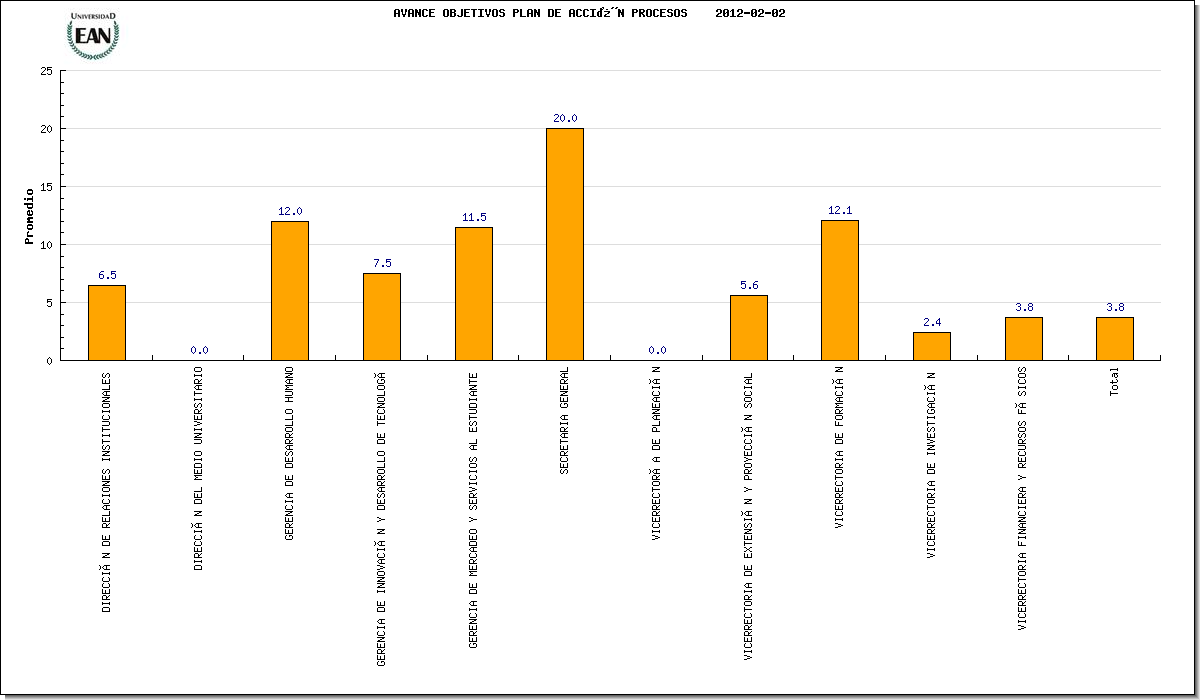 UNIVERSIDAD
EAN
AVANCE OBJETIVOS PLAN DE ACCIďż˝N PROCESOS 2012-02-02
Promedio
25
20
15
10
5
0
6.5
0.0
12.0
7.5
11.5
20.0
0.0
5.6
12.1
2.4
3.8
3.8
DIRECCIĂ N DE RELACIONES INSTITUCIONALES
DIRECCIĂ N DEL MEDIO UNIVERSITARIO
GERENCIA DE DESARROLLO HUMANO
GERENCIA DE INNOVACIĂ N Y DESARROLLO DE TECNOLOGĂ
GERENCIA DE MERCADEO Y SERVICIOS AL ESTUDIANTE
SECRETARIA GENERAL
VICERRECTORĂ A DE PLANEACIĂ N
VICERRECTORIA DE EXTENSIĂ N Y PROYECCIĂ N SOCIAL
VICERRECTORIA DE FORMACIĂ N
VICERRECTORIA DE INVESTIGACIĂ N
VICERRECTORIA FINANCIERA Y RECURSOS FĂ SICOS
Total